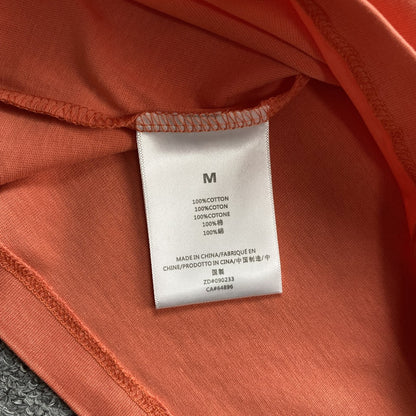 M
100%COTTON
100%COTON
100%COTONE
100%棉
100%綿
MADE IN CHINA/FABRIQUÉ EN
CHINE/PRODOTTO IN CINA/中国制造/中
国製
ZD#090233
CA#64896